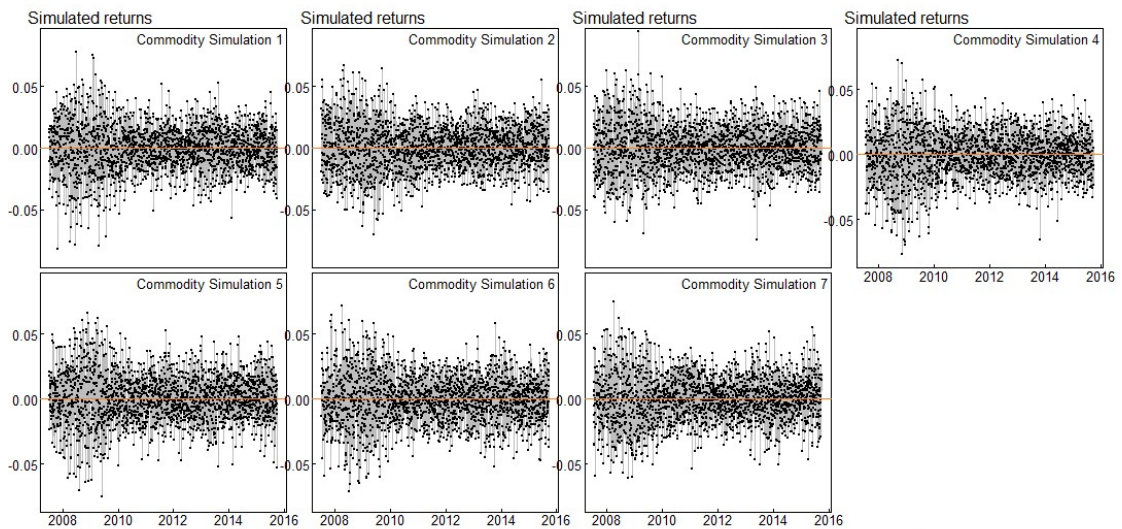 Simulated returns
Simulated returns
Simulated returns
Simulated returns
Commodity Simulation 1
Commodity Simulation 2
Commodity Simulation 3
Commodity Simulation 4
0.05
0.00
-0.05
0.05
0.00
-0.05
0.05
0.00
-0.05
0.05
0.00
-0.05
2008 2010 2012 2014 2016
Commodity Simulation 5
Commodity Simulation 6
Commodity Simulation 7
0.05
0.00
-0.05
0.05
0.00
-0.05
0.05
0.00
-0.05
2008 2010 2012 2014 2016
2008 2010 2012 2014 2016
2008 2010 2012 2014 2016